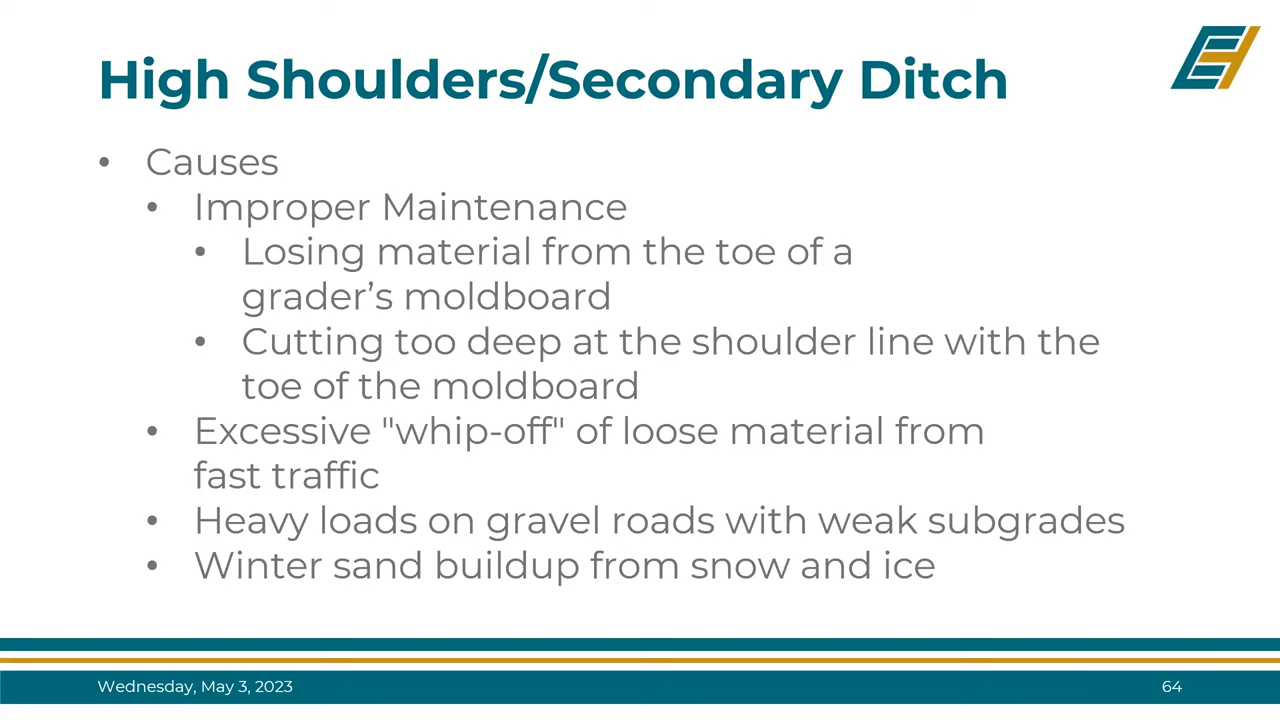 High Shoulders/Secondary Ditch
• Causes
• Improper Maintenance
• Losing material from the toe of a
grader’s moldboard
• Cutting too deep at the shoulder line with the
toe of the moldboard
• Excessive "whip-off" of loose material from
fast traffic
• Heavy loads on gravel roads with weak subgrades
• Winter sand buildup from snow and ice
Wednesday, May 3, 2023
64